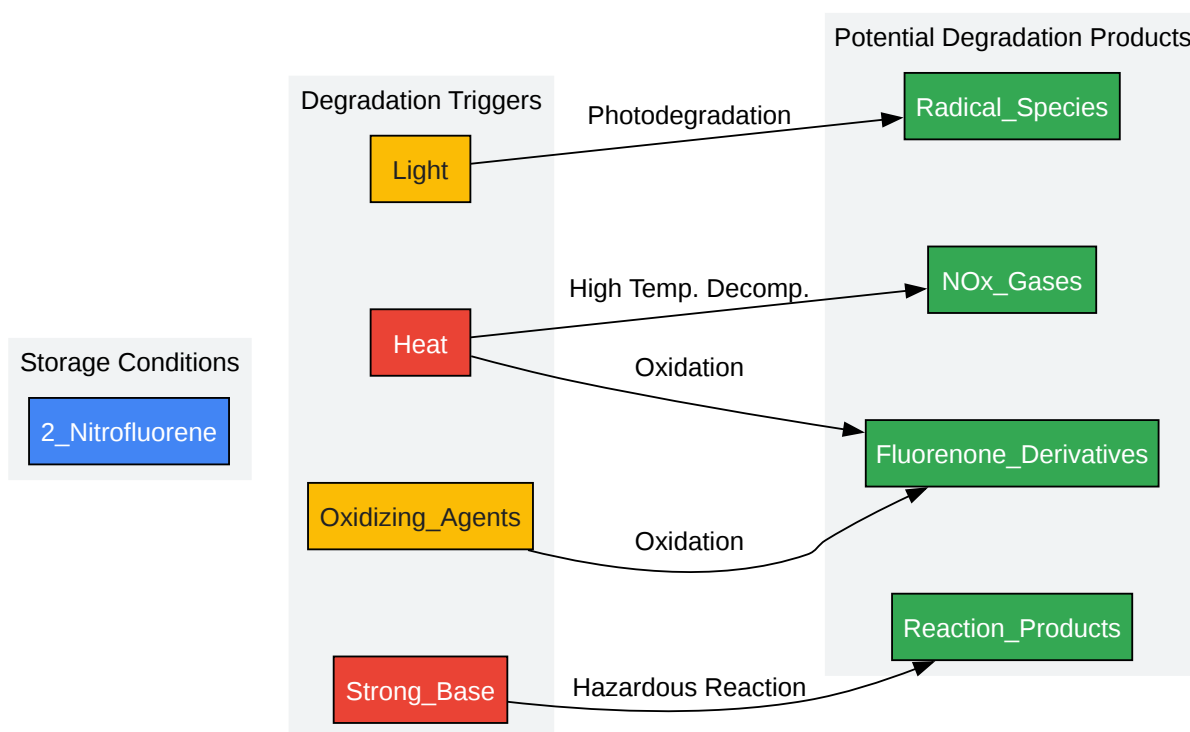 Storage Conditions
2_Nitrofluorene
Degradation Triggers
Light
Heat
Oxidizing_Agents
Strong_Base
Photodegradation
High Temp. Decomp.
Oxidation
Oxidation
Hazardous Reaction
Potential Degradation Products
Radical_Species
NOx_Gases
Fluorenone_Derivatives
Reaction_Products